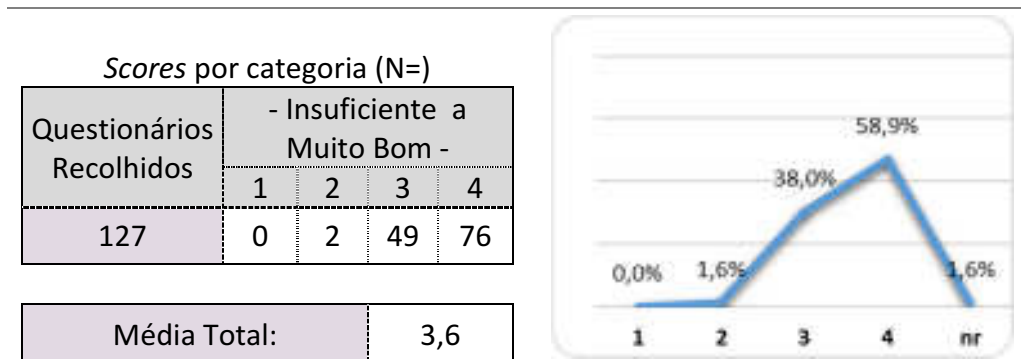 Scores por categoria (N=)
Questionários Recolhidos
- Insuficiente a
Muito Bom -
1 2 3 4
127 0 2 49 76
Média Total: 3,6
58,9%
38,0%
0,0% 1,6% 1,6%
1 2 3 4 nr